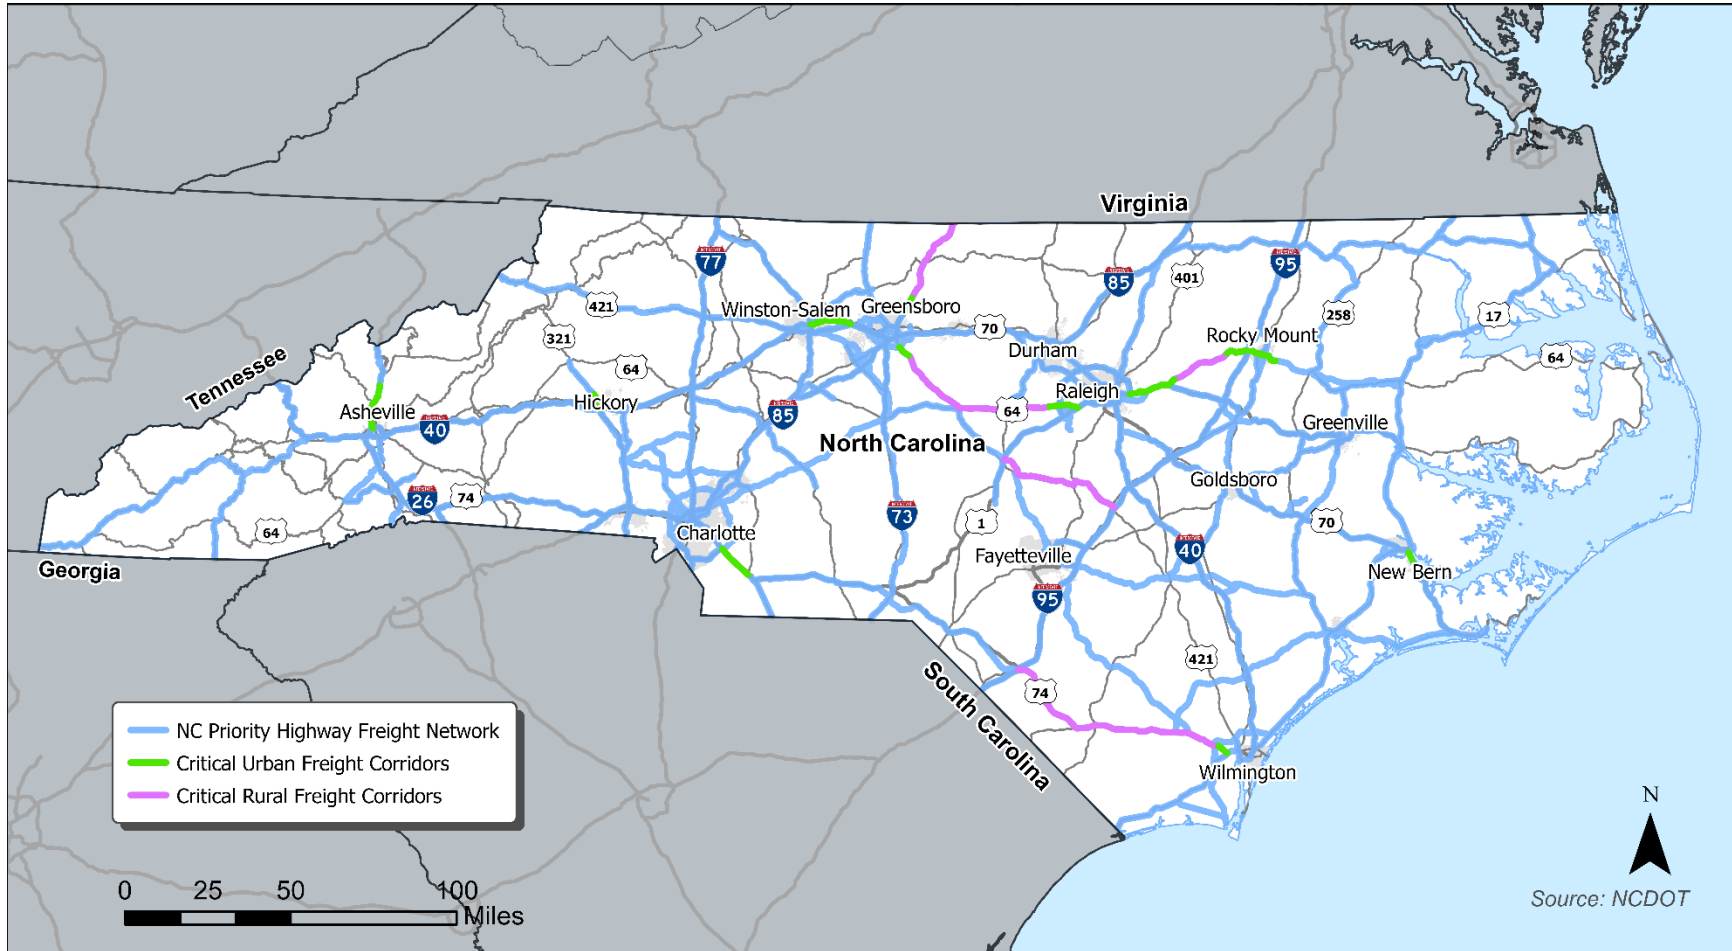 Virginia
77
85
95
401
421
Winston-Salem
Greensboro
258
17
70
Rocky Mount
321
Durham
Tennessee
64
64
Raleigh
Asheville
Hickory
40
85
64
Greenville
North Carolina
Goldsboro
26
74
73
1
70
64
Charlotte
40
Fayetteville
New Bern
Georgia
95
421
South Carolina
74
Wilmington
NC Priority Highway Freight Network
Critical Urban Freight Corridors
Critical Rural Freight Corridors
N
0 25 50 100
Miles
Source: NCDOT